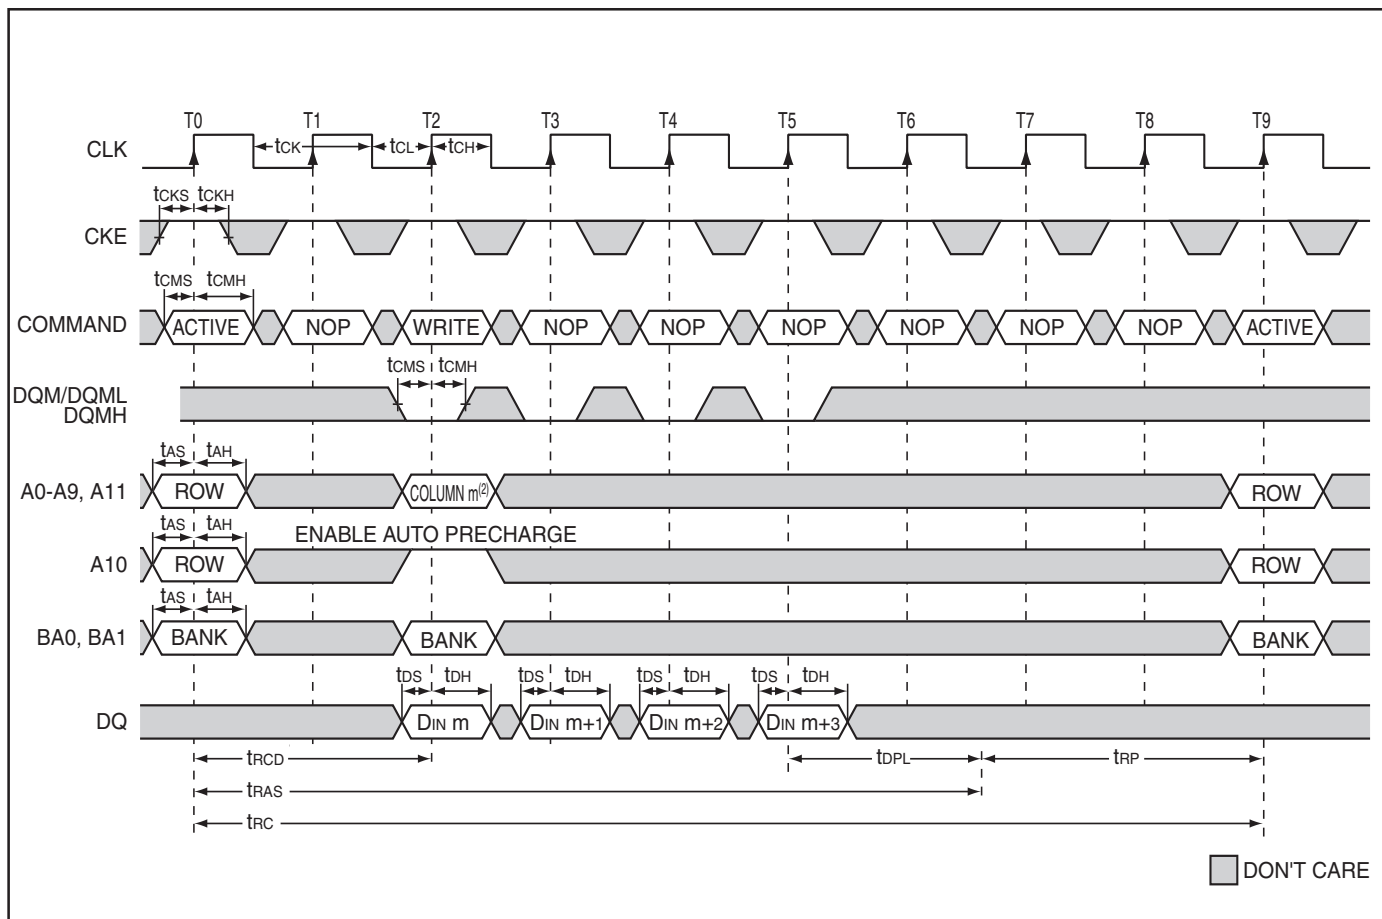 T0 T1 T2 T3 T4 T5 T6 T7 T8 T9
CLK tCK tCL tCH
tCKS tCKH
CKE
tCMS tCMH
COMMAND ACTIVE NOP WRITE NOP NOP NOP NOP NOP NOP ACTIVE
tCMS tCMH
DQM/DQML
DQMH
tAS tAH
A0-A9, A11 ROW COLUMN m(2) ROW
tAS tAH ENABLE AUTO PRECHARGE
A10 ROW ROW
tAS tAH
BA0, BA1 BANK BANK BANK
tDS tDH tDS tDH tDS tDH tDS tDH
DQ DIN m DIN m+1 DIN m+2 DIN m+3
tRCD tDPL tRP
tRAS
tRC
DON'T CARE